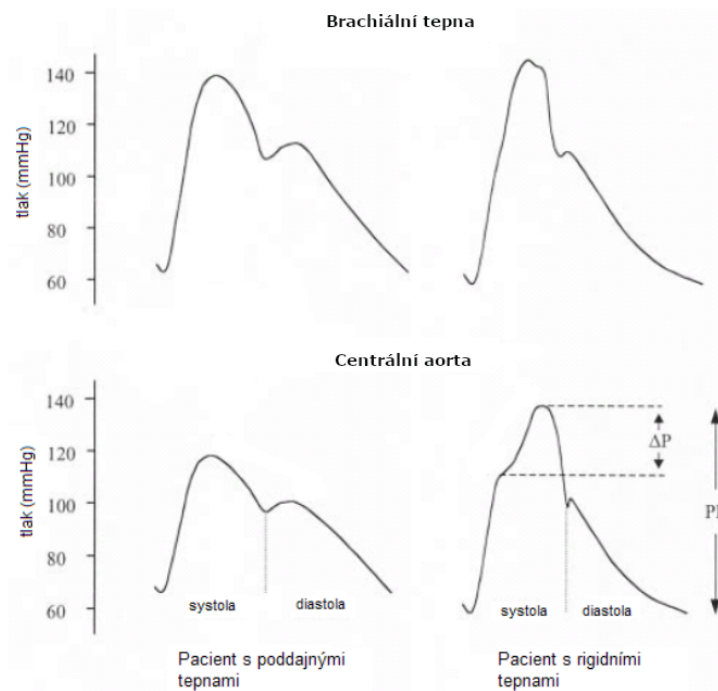 Brachiální tepna
tlak (mmHg)
140
120
100
80
60
Centrální aorta
tlak (mmHg)
140
120
100
80
60
ΔP
systola
diastola
systola
diastola
Pacient s poddajnými
tepnami
Pacient s rigidními
tepnami